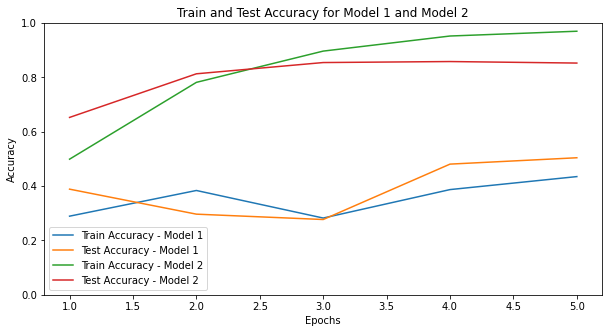 Train and Test Accuracy for Model 1 and Model 2
1.0
0.8
0.6
0.4
0.2
0.0
Accuracy
Train Accuracy - Model 1
Test Accuracy - Model 1
Train Accuracy - Model 2
Test Accuracy - Model 2
1.0 1.5 2.0 2.5 3.0 3.5 4.0 4.5 5.0
Epochs